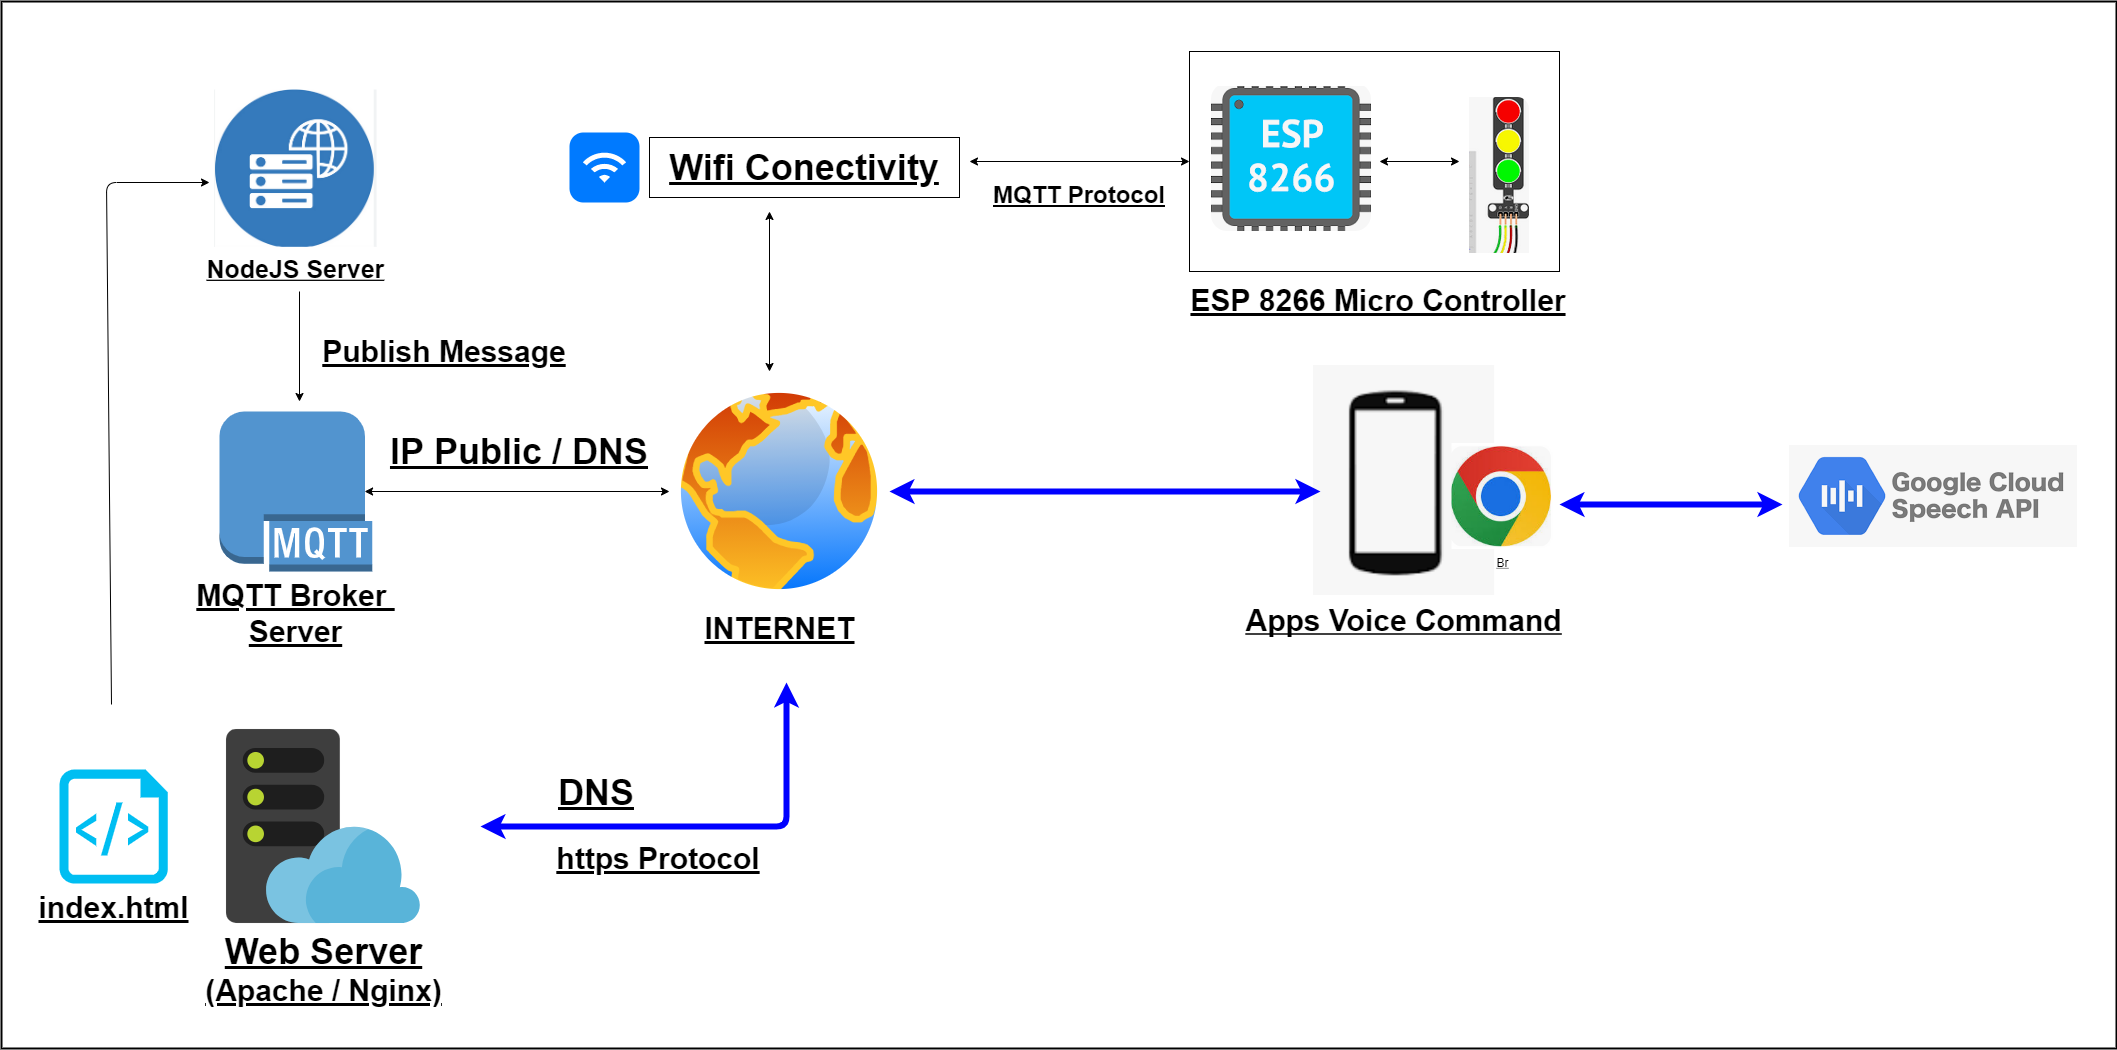 ESP
8266
Wifi Conectivity
MQTT Protocol
NodeJS Server
ESP 8266 Micro Controller
Publish Message
IP Public / DNS
MQTT
MQTT Broker
Server
INTERNET
Br
Apps Voice Command
Google Cloud
Speech API
DNS
https Protocol
</>
index.html
Web Server
(Apache / Nginx)